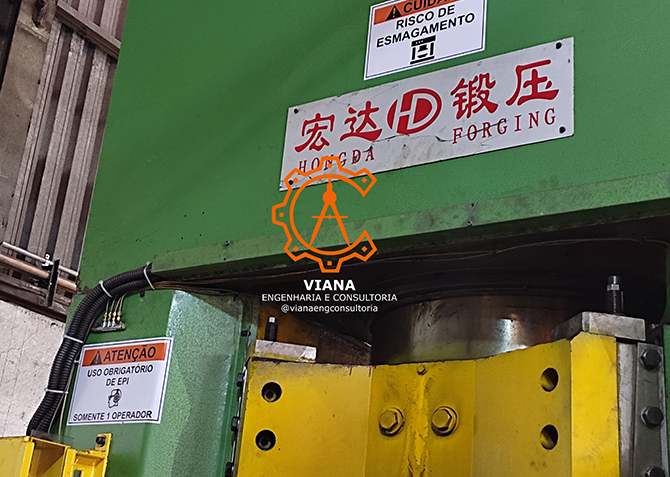 CUIDADO
RISCO DE
ESMAGAMENTO
宏达 HD 锻压
HONGDA FORGING
VIANA
ENGENHARIA E CONSULTORIA
@vianaengconsultoria
ATENÇÃO
USO OBRIGATÓRIO
DE EPI
SOMENTE 1 OPERADOR